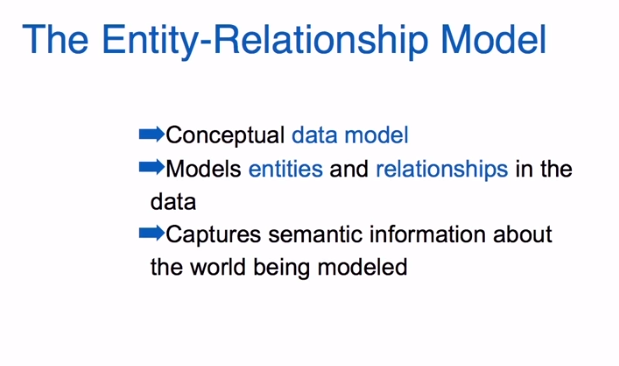 The Entity-Relationship Model
Conceptual data model
Models entities and relationships in the
data
Captures semantic information about
the world being modeled